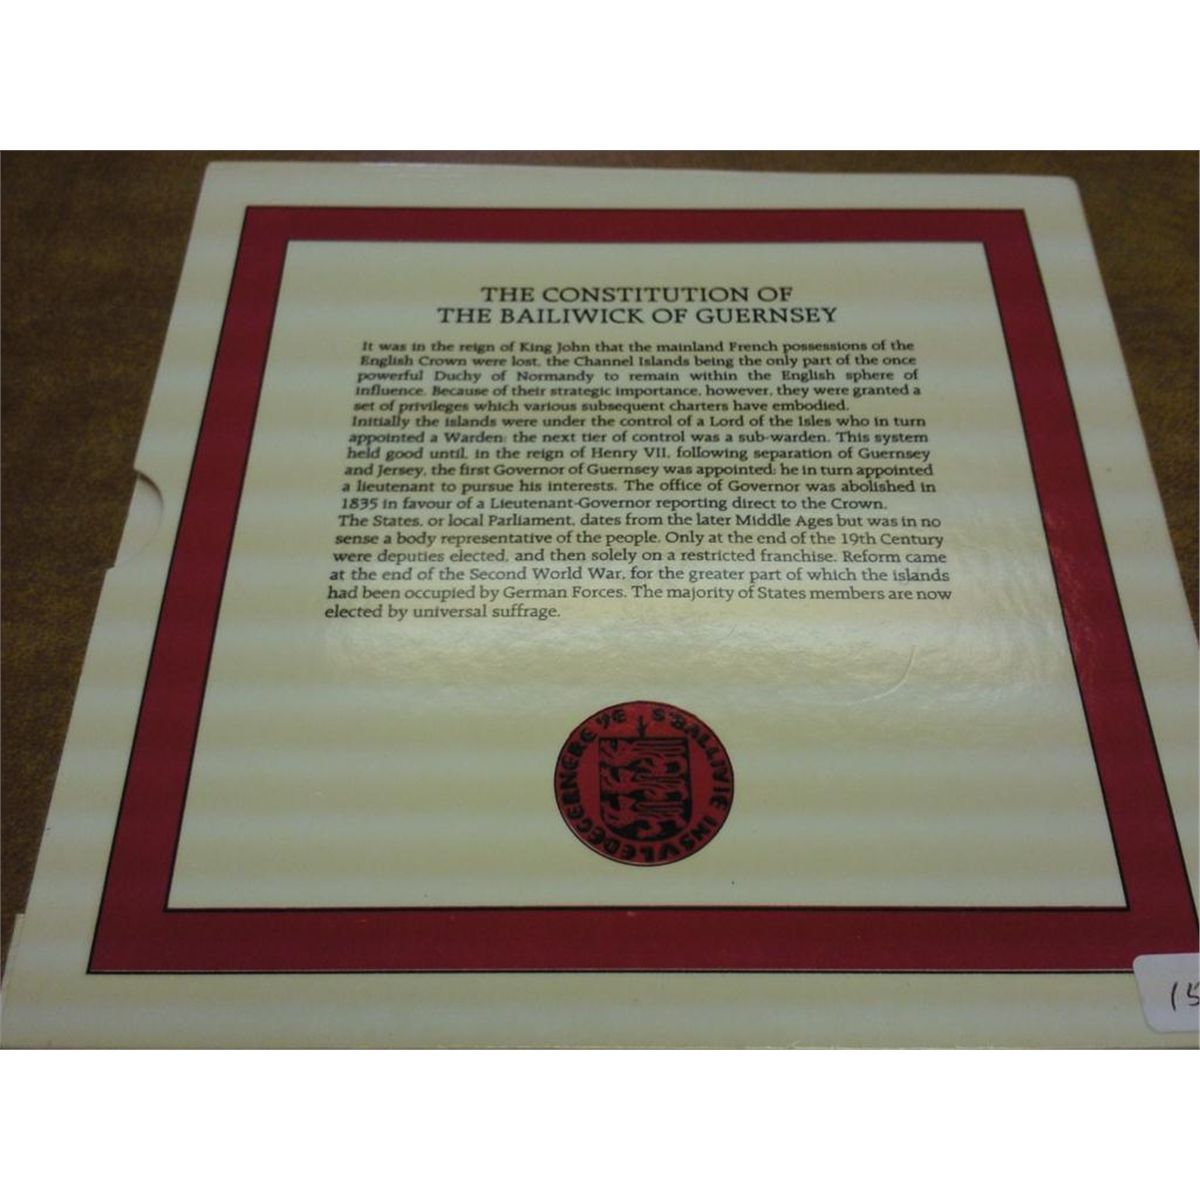 THE CONSTITUTION OF
THE BAILIWICK OF GUERNSEY
It was in the reign of King John that the mainland French possessions of the
English Crown were lost, the Channel Islands being the only part of the once
powerful Duchy of Normandy to remain within the English sphere of
influence. Because of their strategic importance, however, they were granted a
set of privileges which various subsequent charters have embodied.
Initially the islands were under the control of a Lord of the Isles who in turn
appointed a Warden; the next tier of control was a sub-warden. This system
held good until, in the reign of Henry VII, following separation of Guernsey
and Jersey, the first Governor of Guernsey was appointed; he in turn appointed
a lieutenant to pursue his interests. The office of Governor was abolished in
1835 in favour of a Lieutenant-Governor reporting direct to the Crown.
The States, or local Parliament, dates from the later Middle Ages but was in no
sense a body representative of the people. Only at the end of the 19th Century
were deputies elected, and then solely on a restricted franchise. Reform came
at the end of the Second World War, for the greater part of which the islands
had been occupied by German Forces. The majority of States members are now
elected by universal suffrage.
S'BALLIVIE INSVLE DE GERNERE
15